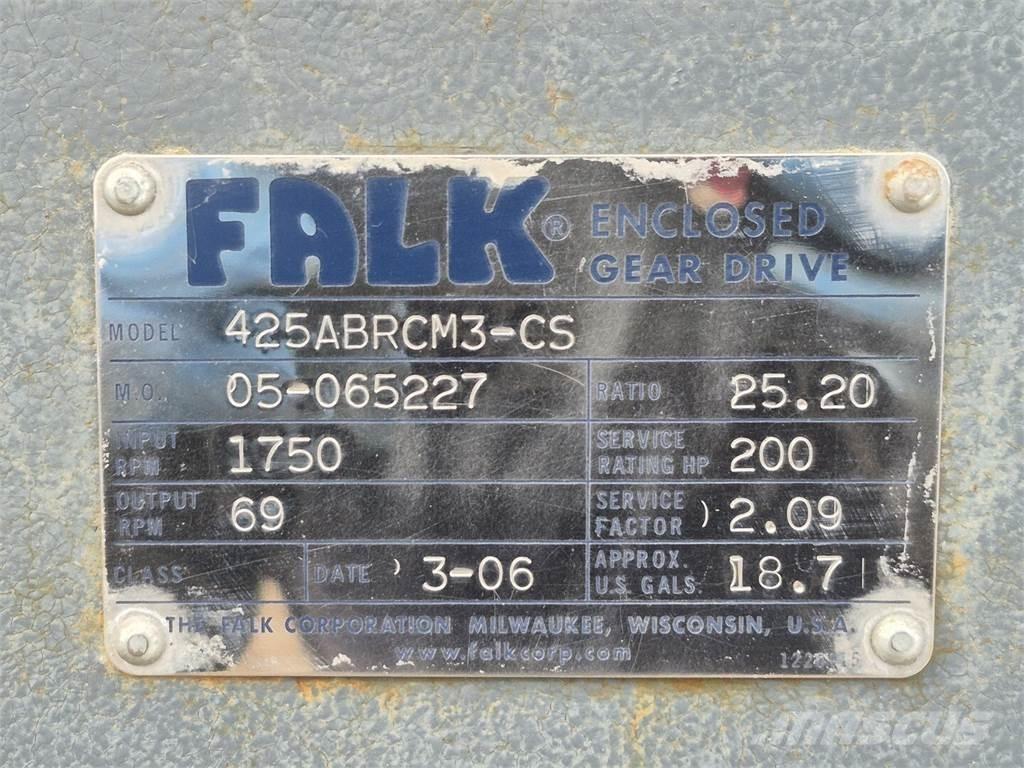 FALK® ENCLOSED
GEAR DRIVE
MODEL 425ABRCM3-CS
M.O. 05-065227 RATIO 25.20
INPUT RPM 1750 SERVICE RATING HP 200
OUTPUT RPM 69 SERVICE FACTOR 2.09
CLASS DATE 3-06 APPROX. U.S. GALS. 18.7
THE FALK CORPORATION MILWAUKEE, WISCONSIN, U.S.A.
www.falkcorp.com
MASCUS